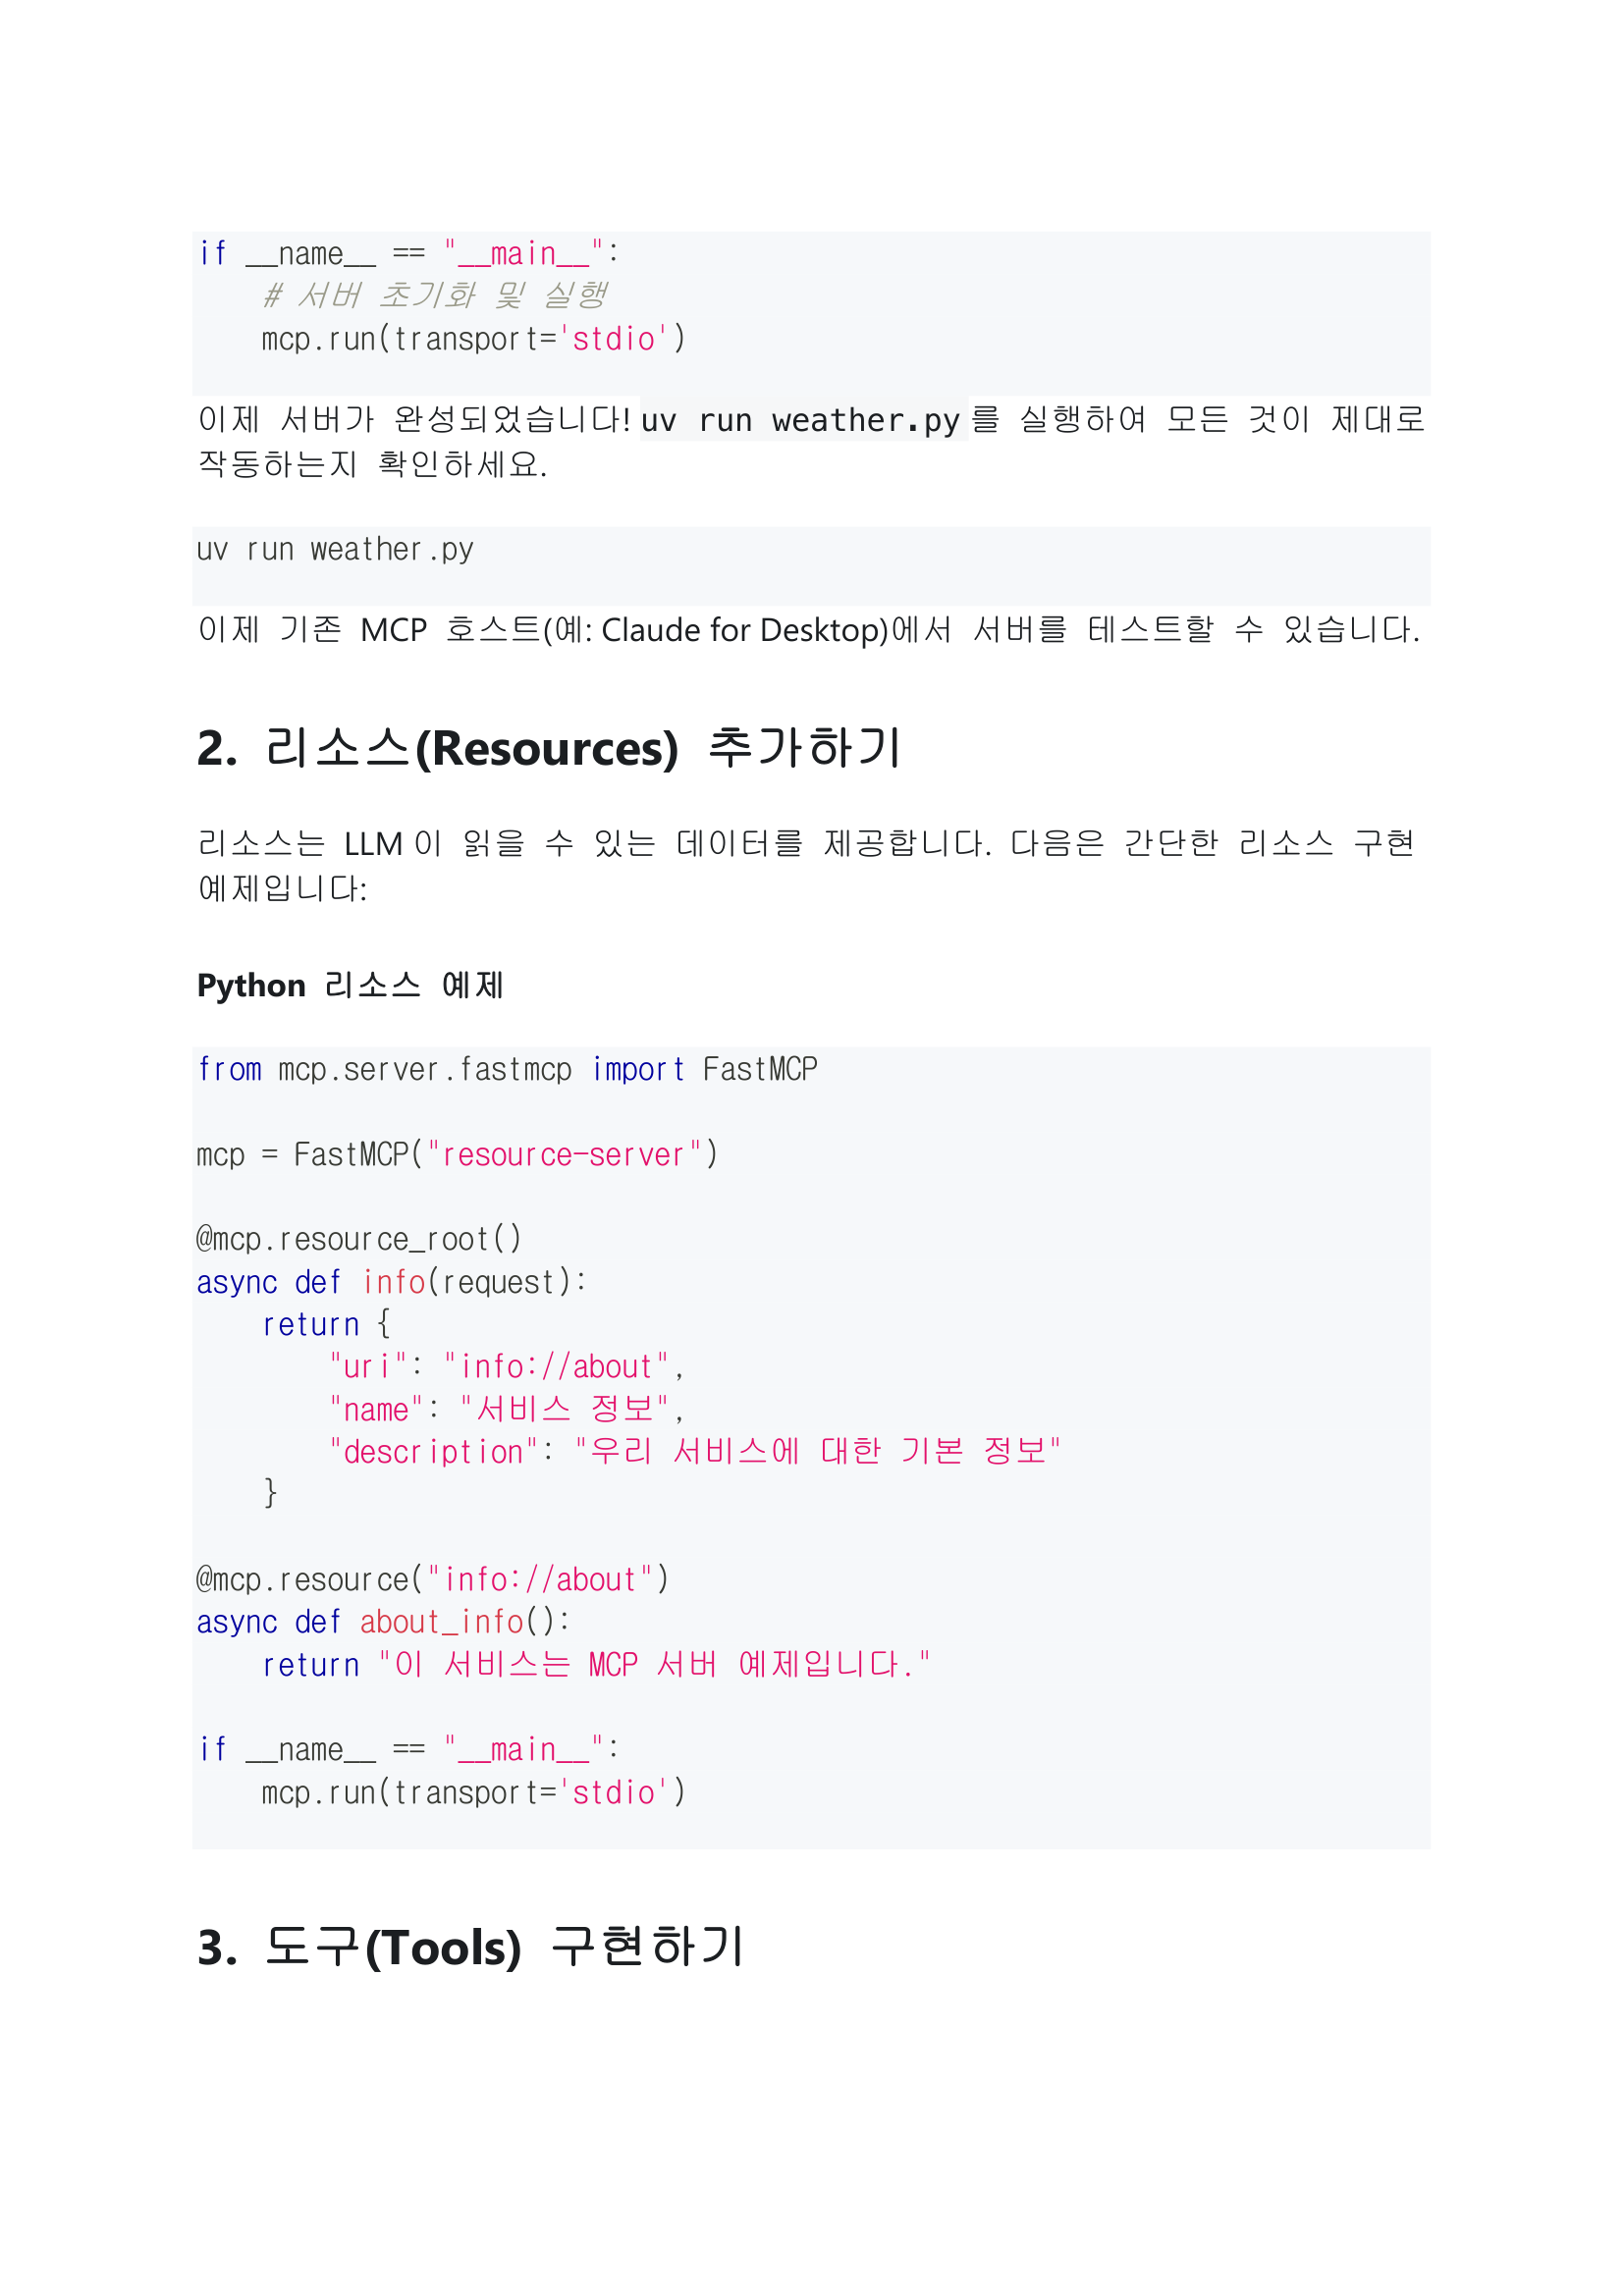 if __name__ == "__main__":
    # 서버 초기화 및 실행
    mcp.run(transport='stdio')
이제 서버가 완성되었습니다! uv run weather.py 를 실행하여 모든 것이 제대로
작동하는지 확인하세요.
uv run weather.py
이제 기존 MCP 호스트(예: Claude for Desktop)에서 서버를 테스트할 수 있습니다.
2. 리소스(Resources) 추가하기
리소스는 LLM이 읽을 수 있는 데이터를 제공합니다. 다음은 간단한 리소스 구현
예제입니다:
Python 리소스 예제
from mcp.server.fastmcp import FastMCP
mcp = FastMCP("resource-server")
@mcp.resource_root()
async def info(request):
    return {
        "uri": "info://about",
        "name": "서비스 정보",
        "description": "우리 서비스에 대한 기본 정보"
    }
@mcp.resource("info://about")
async def about_info():
    return "이 서비스는 MCP 서버 예제입니다."
if __name__ == "__main__":
    mcp.run(transport='stdio')
3. 도구(Tools) 구현하기